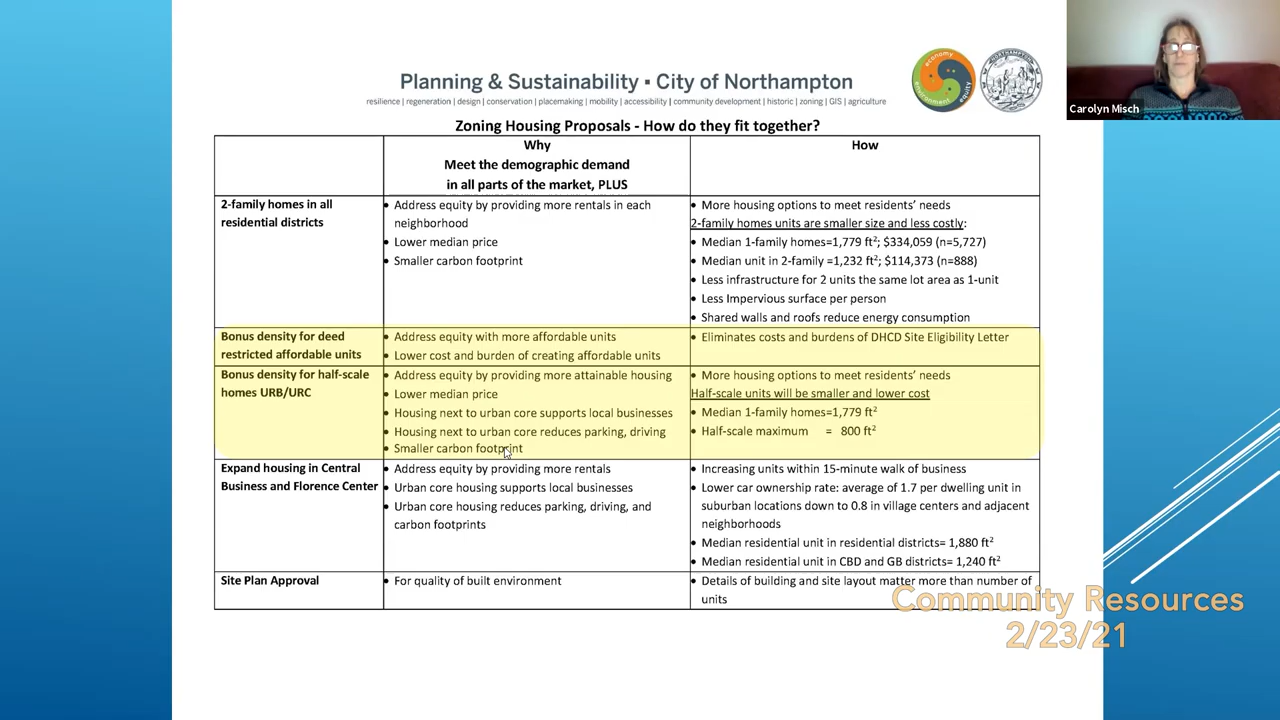 Planning & Sustainability • City of Northampton
resilience | regeneration | design | conservation | placemaking | mobility | accessibility | community development | historic | zoning | GIS | agriculture
economy
environment
equity
Carolyn Misch
Zoning Housing Proposals - How do they fit together?
Why
Meet the demographic demand
in all parts of the market, PLUS
How
2-family homes in all
residential districts
• Address equity by providing more rentals in each
neighborhood
• Lower median price
• Smaller carbon footprint
• More housing options to meet residents’ needs
2-family homes units are smaller size and less costly:
• Median 1-family homes=1,779 ft²; $334,059 (n=5,727)
• Median unit in 2-family =1,232 ft²; $114,373 (n=888)
• Less infrastructure for 2 units the same lot area as 1-unit
• Less Impervious surface per person
• Shared walls and roofs reduce energy consumption
Bonus density for deed
restricted affordable units
• Address equity with more affordable units
• Lower cost and burden of creating affordable units
• Eliminates costs and burdens of DHCD Site Eligibility Letter
Bonus density for half-scale
homes URB/URC
• Address equity by providing more attainable housing
• Lower median price
• Housing next to urban core supports local businesses
• Housing next to urban core reduces parking, driving
• Smaller carbon footprint
• More housing options to meet residents’ needs
Half-scale units will be smaller and lower cost
• Median 1-family homes=1,779 ft²
• Half-scale maximum = 800 ft²
Expand housing in Central
Business and Florence Center
• Address equity by providing more rentals
• Urban core housing supports local businesses
• Urban core housing reduces parking, driving, and
carbon footprints
• Increasing units within 15-minute walk of business
• Lower car ownership rate: average of 1.7 per dwelling unit in
suburban locations down to 0.8 in village centers and adjacent
neighborhoods
• Median residential unit in residential districts= 1,880 ft²
• Median residential unit in CBD and GB districts= 1,240 ft²
Site Plan Approval
• For quality of built environment
• Details of building and site layout matter more than number of
units
Community Resources
2/23/21